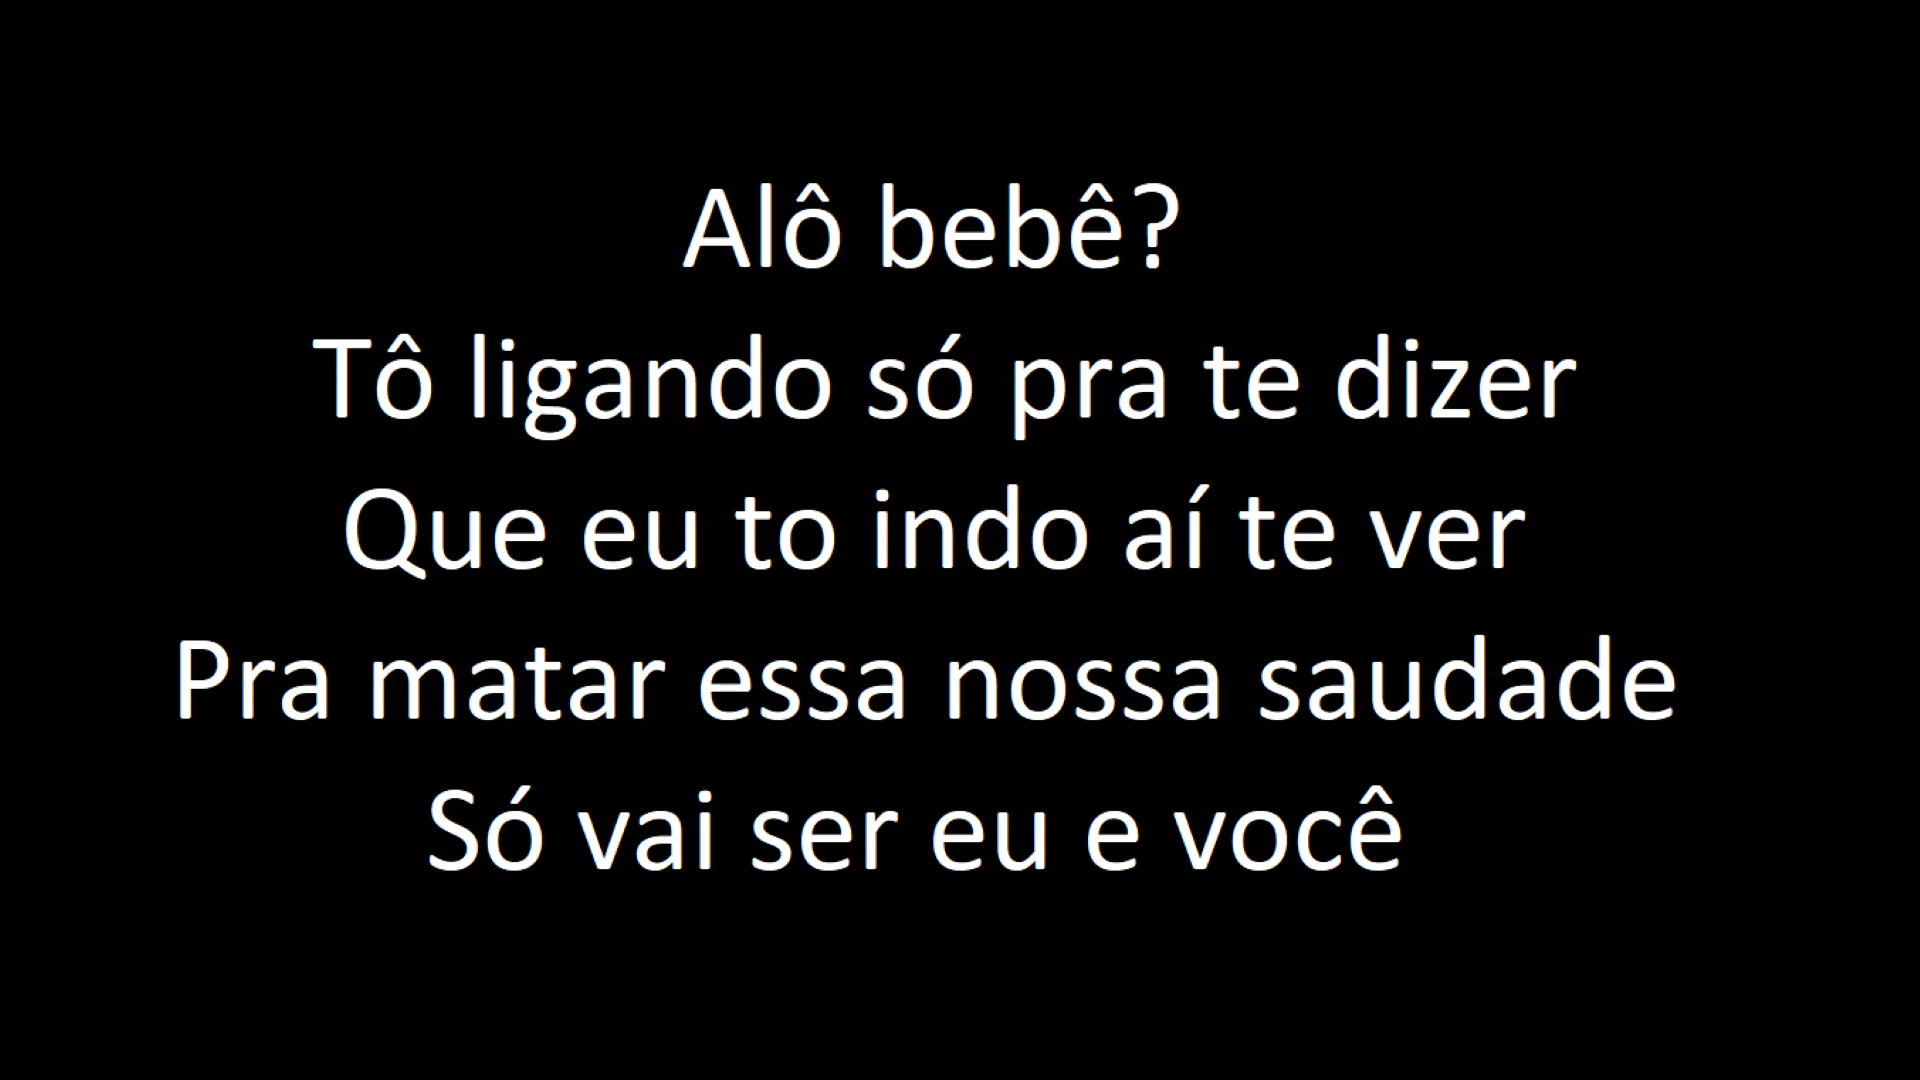 Alô bebê?
Tô ligando só pra te dizer
Que eu to indo aí te ver
Pra matar essa nossa saudade
Só vai ser eu e você